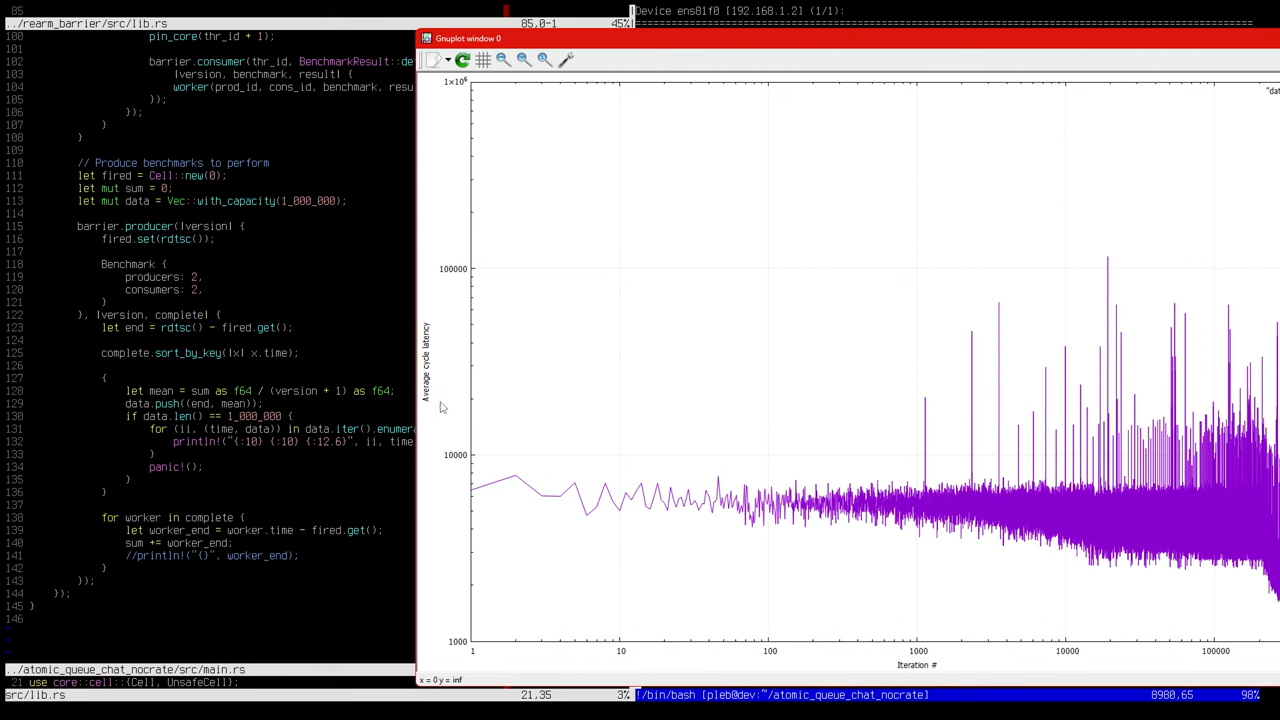 85
../rearm_barrier/src/lib.rs 85,0-1 45%
Device ens81f0 [192.168.1.2] (1/1):
================================================================================
100 pin_core(thr_id + 1);
101
102 barrier.consumer(thr_id, BenchmarkResult::de
103 |version, benchmark, result| {
104 worker(prod_id, cons_id, benchmark, resu
105 });
106 });
107 }
108 }
109
110 // Produce benchmarks to perform
111 let fired = Cell::new(0);
112 let mut sum = 0;
113 let mut data = Vec::with_capacity(1_000_000);
114
115 barrier.producer(|version| {
116 fired.set(rdtsc());
117
118 Benchmark {
119 producers: 2,
120 consumers: 2,
121 }
122 }, |version, complete| {
123 let end = rdtsc() - fired.get();
124
125 complete.sort_by_key(|x| x.time);
126
127 {
128 let mean = sum as f64 / (version + 1) as f64;
129 data.push((end, mean));
130 if data.len() == 1_000_000 {
131 for (ii, (time, data)) in data.iter().enumera
132 println!("{:10} {:10} {:12.6}", ii, time
133 }
134 panic!();
135 }
136 }
137
138 for worker in complete {
139 let worker_end = worker.time - fired.get();
140 sum += worker_end;
141 //println!("{}", worker_end);
142 }
143 });
144 });
145 }
146
~
~
~
../atomic_queue_chat_nocrate/src/main.rs
21 use core::cell::{Cell, UnsafeCell};
src/lib.rs 21,35 3%
!/bin/bash [pleb@dev:~/atomic_queue_chat_nocrate] 8980,65 98%
Gnuplot window 0
1×10⁶
"dat
100000
10000
1000
Average cycle latency
1 10 100 1000 10000 100000
Iteration #
x = 0 y = inf